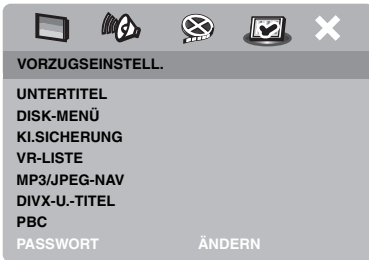 VORZUGSEINSTELL.
UNTERTITEL
DISK-MENÜ
KI.SICHERUNG
VR-LISTE
MP3/JPEG-NAV
DIVX-U.-TITEL
PBC
PASSWORT ÄNDERN